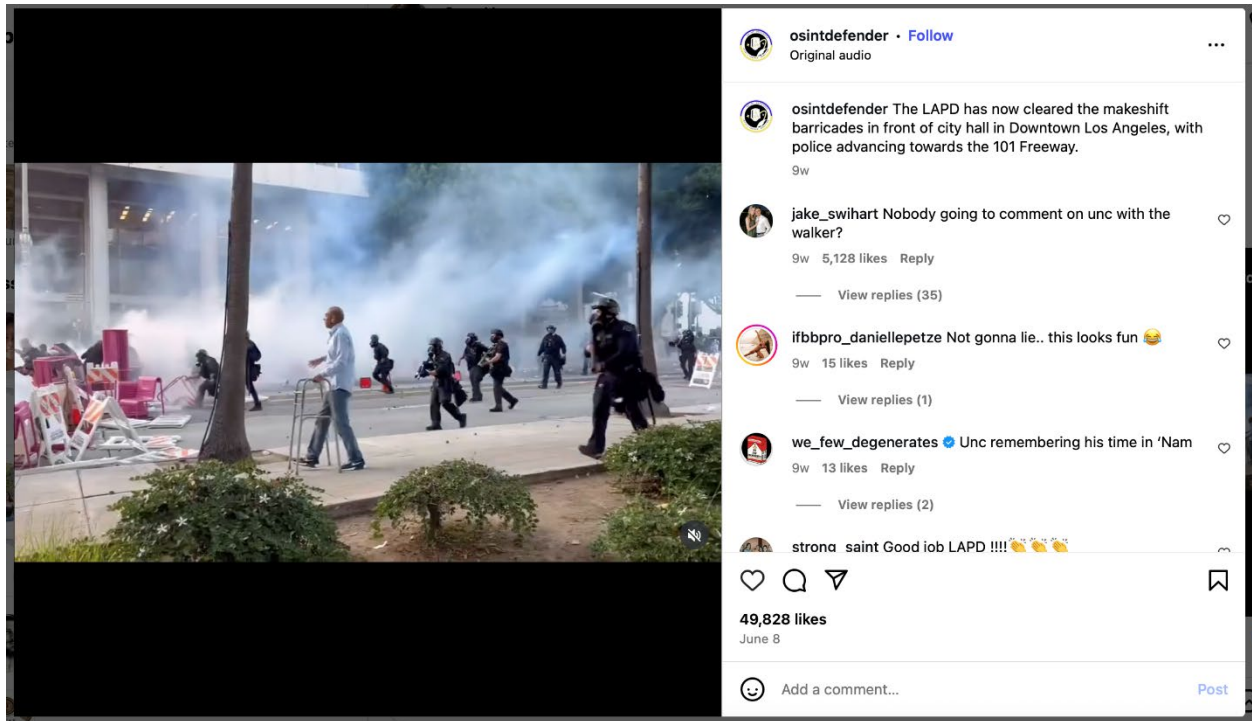 osintdefender • Follow
Original audio
osintdefender The LAPD has now cleared the makeshift
barricades in front of city hall in Downtown Los Angeles, with
police advancing towards the 101 Freeway.
9w
jake_swihart Nobody going to comment on unc with the
walker?
9w 5,128 likes Reply
View replies (35)
ifbbpro_daniellepetze Not gonna lie.. this looks fun 😂
9w 15 likes Reply
View replies (1)
we_few_degenerates Unc remembering his time in ‘Nam
9w 13 likes Reply
View replies (2)
strong_saint Good job LAPD !!!!👏👏👏
49,828 likes
June 8
Add a comment...
Post